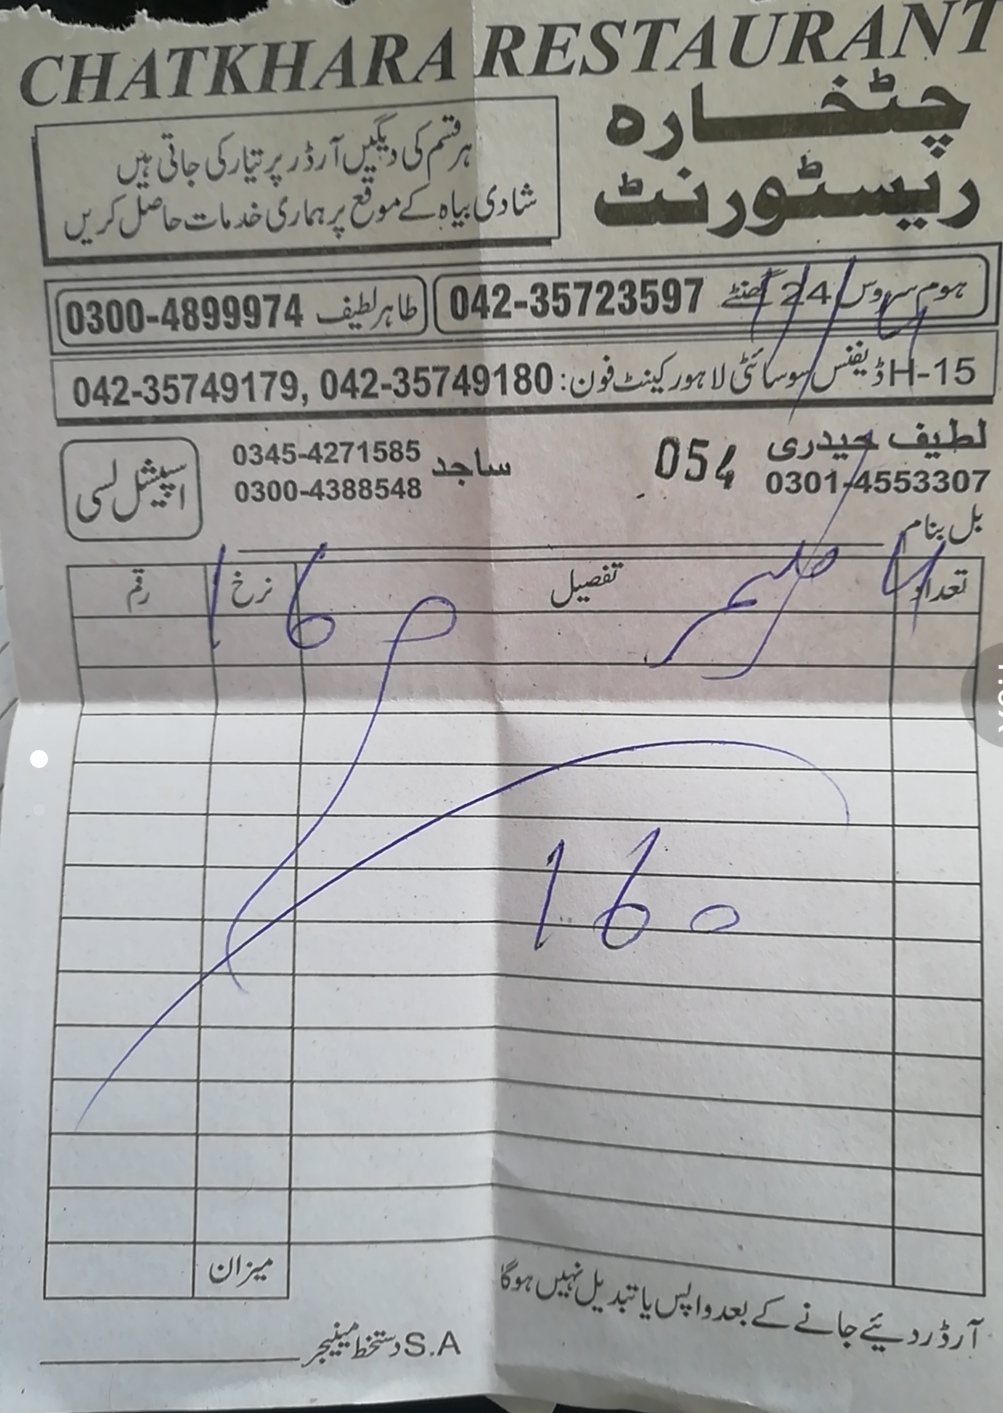 CHATKHARA RESTAURANT
چٹخارہ
ریسٹورنٹ
ہر قسم کی دیگیں آرڈر پر تیار کی جاتی ہیں
شادی بیاہ کے موقع پر ہماری خدمات حاصل کریں
ہوم سروس 24 گھنٹے 042-35723597
طاہر لطیف 0300-4899974
H-15 ڈیفنس سوسائٹی لاہور کینٹ فون: 042-35749180 ,042-35749179
لطیف حیدری
0301-4553307
054
ساجد
0345-4271585
0300-4388548
اسپیشل لسی
بل بنام
تعداد تفصیل نرخ رقم
حلیم 16
160
میزان
آرڈر دئیے جانے کے بعد واپس یا تبدیل نہیں ہوگا
S.A دستخط مینیجر